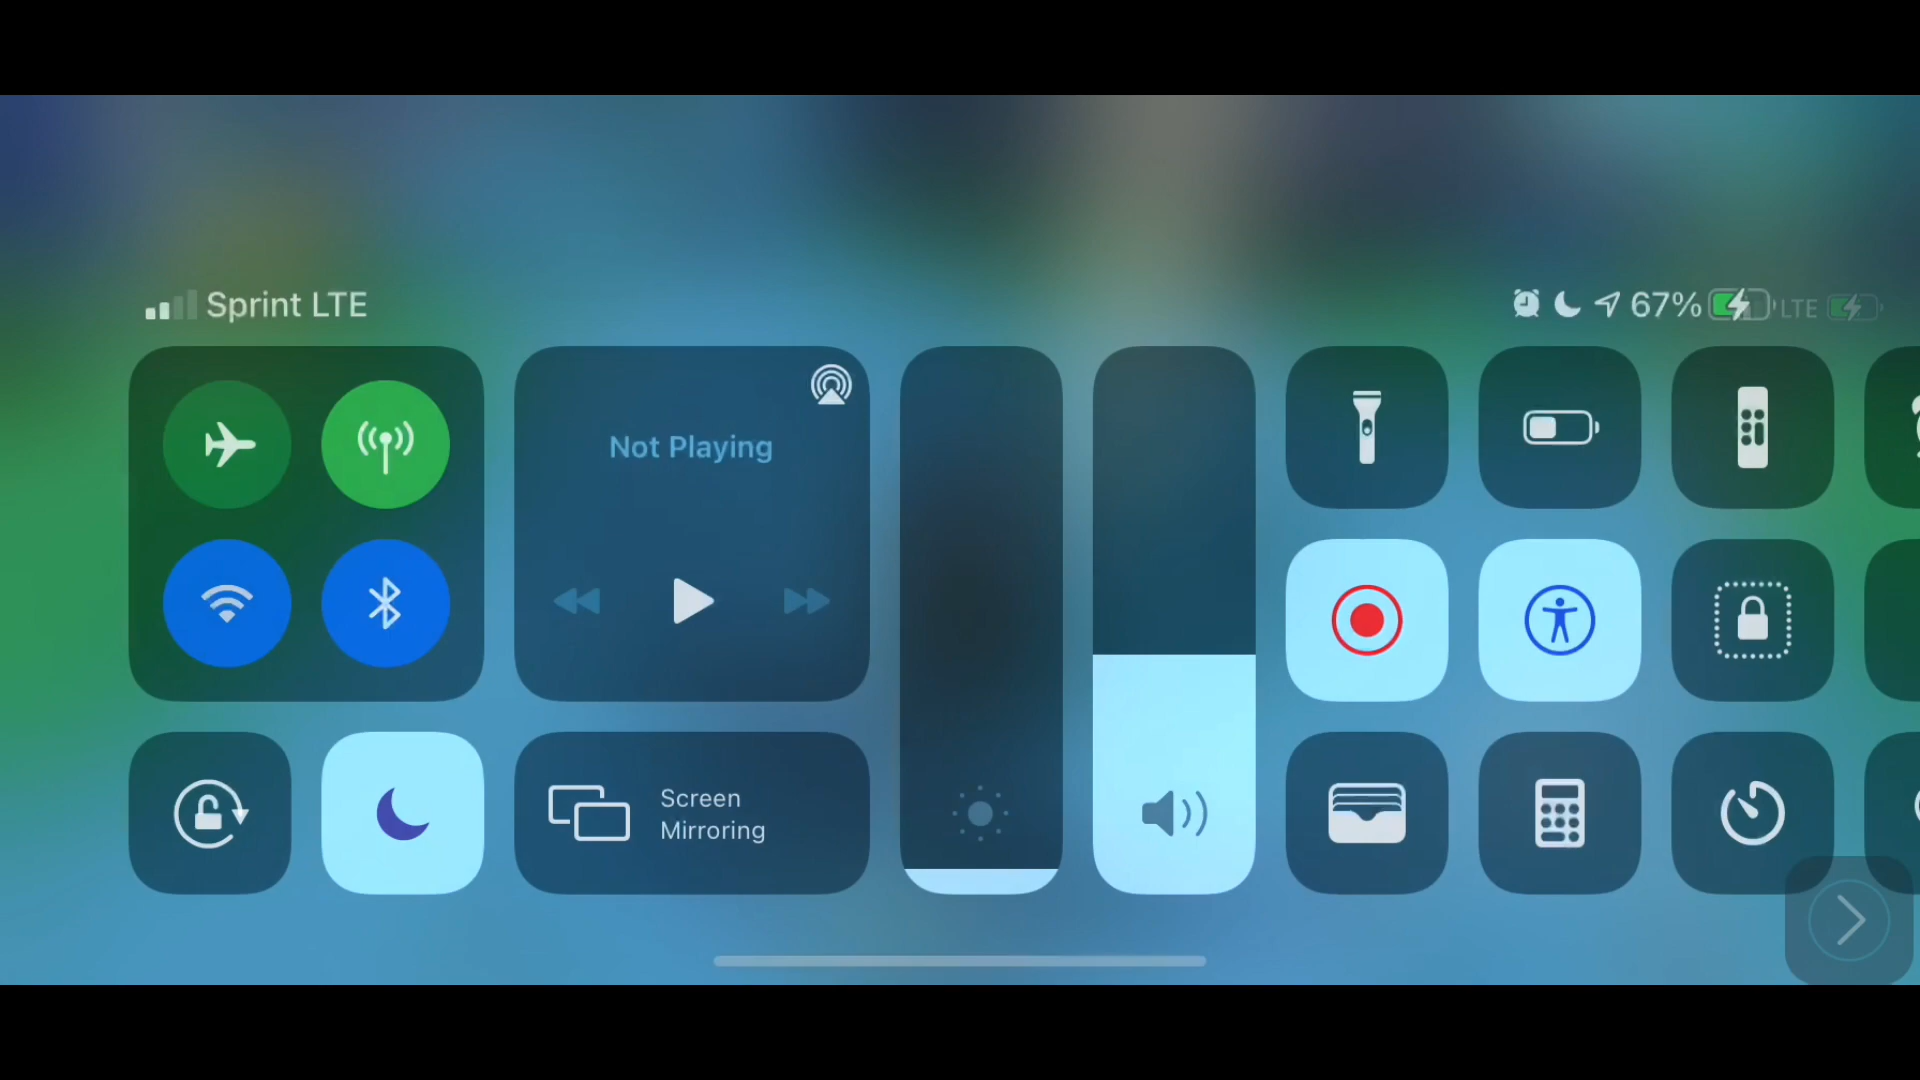 Sprint LTE
67%
LTE
Not Playing
Screen
Mirroring